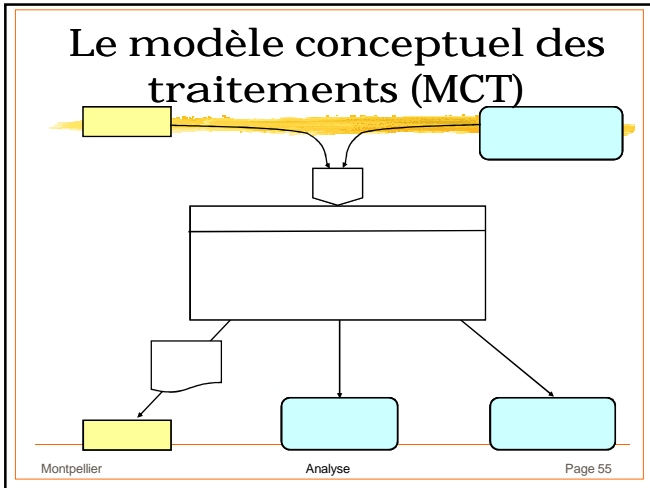 Le modèle conceptuel des
traitements (MCT)
Montpellier
Analyse
Page 55